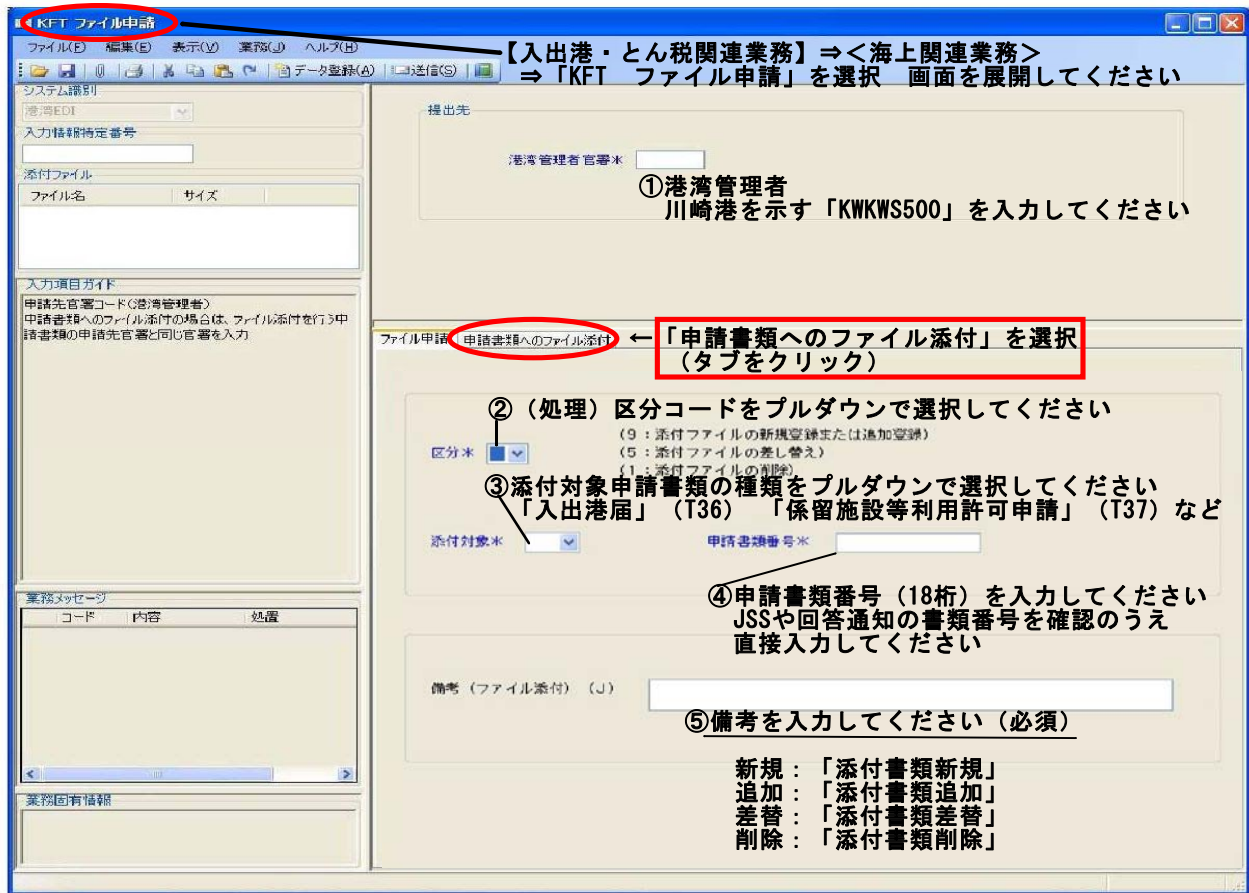 KFT ファイル申請
ファイル(F) 編集(E) 表示(V) 業務(J) ヘルプ(H)
データ登録(A) 送信(S)
【入出港・とん税関連業務】⇒<海上関連業務>
⇒「KFT ファイル申請」を選択 画面を展開してください
システム識別
港湾EDI
入力情報特定番号
添付ファイル
ファイル名 サイズ
提出先
港湾管理者官署*
①港湾管理者
川崎港を示す「KWKWS500」を入力してください
入力項目ガイド
申請先官署コード(港湾管理者)
申請書類へのファイル添付の場合は、ファイル添付を行う申
請書類の申請先官署と同じ官署を入力
ファイル申請 申請書類へのファイル添付
←「申請書類へのファイル添付」を選択
(タブをクリック)
②(処理)区分コードをプルダウンで選択してください
区分*
(9:添付ファイルの新規登録または追加登録)
(5:添付ファイルの差し替え)
(1:添付ファイルの削除)
③添付対象申請書類の種類をプルダウンで選択してください
「入出港届」(T36) 「係留施設等利用許可申請」(T37)など
添付対象* 申請書類番号*
④申請書類番号(18桁)を入力してください
JSSや回答通知の書類番号を確認のうえ
直接入力してください
業務メッセージ
コード 内容 処置
備考(ファイル添付)(J)
⑤備考を入力してください(必須)
新規:「添付書類新規」
追加:「添付書類追加」
差替:「添付書類差替」
削除:「添付書類削除」
業務固有情報